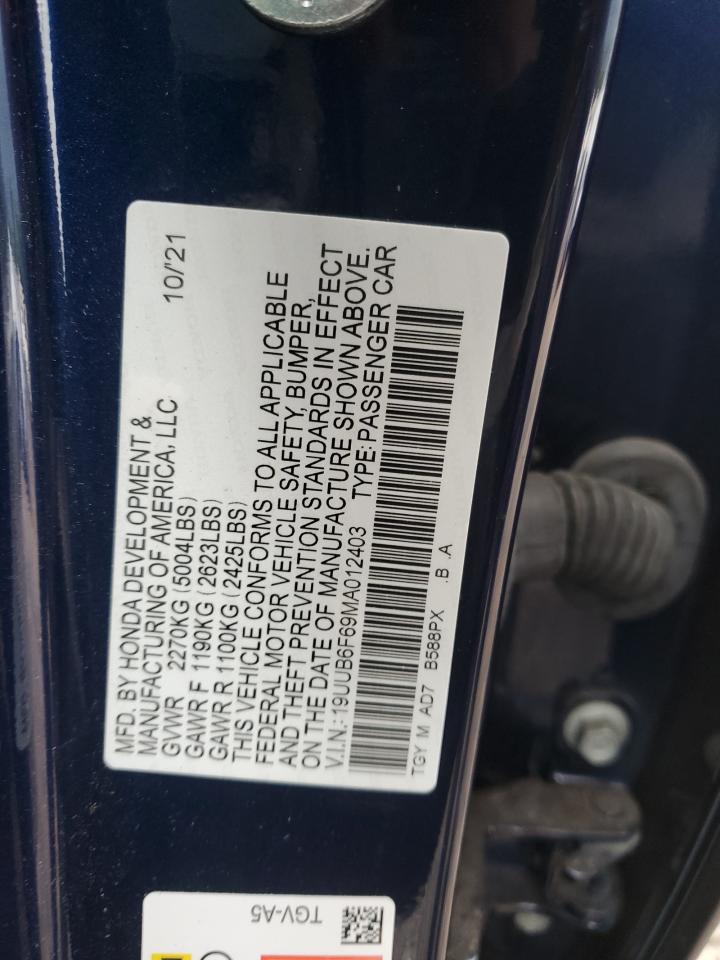 MFD. BY HONDA DEVELOPMENT & 10/'21
MANUFACTURING OF AMERICA, LLC
GVWR 2270KG (5004LBS)
GAWR F 1190KG (2623LBS)
GAWR R 1100KG (2425LBS)
THIS VEHICLE CONFORMS TO ALL APPLICABLE
FEDERAL MOTOR VEHICLE SAFETY, BUMPER,
AND THEFT PREVENTION STANDARDS IN EFFECT
ON THE DATE OF MANUFACTURE SHOWN ABOVE.
V.I.N.:19UUB6F69MA012403 TYPE:PASSENGER CAR
TGY M AD7 B588PX .B .A
TGV-A5